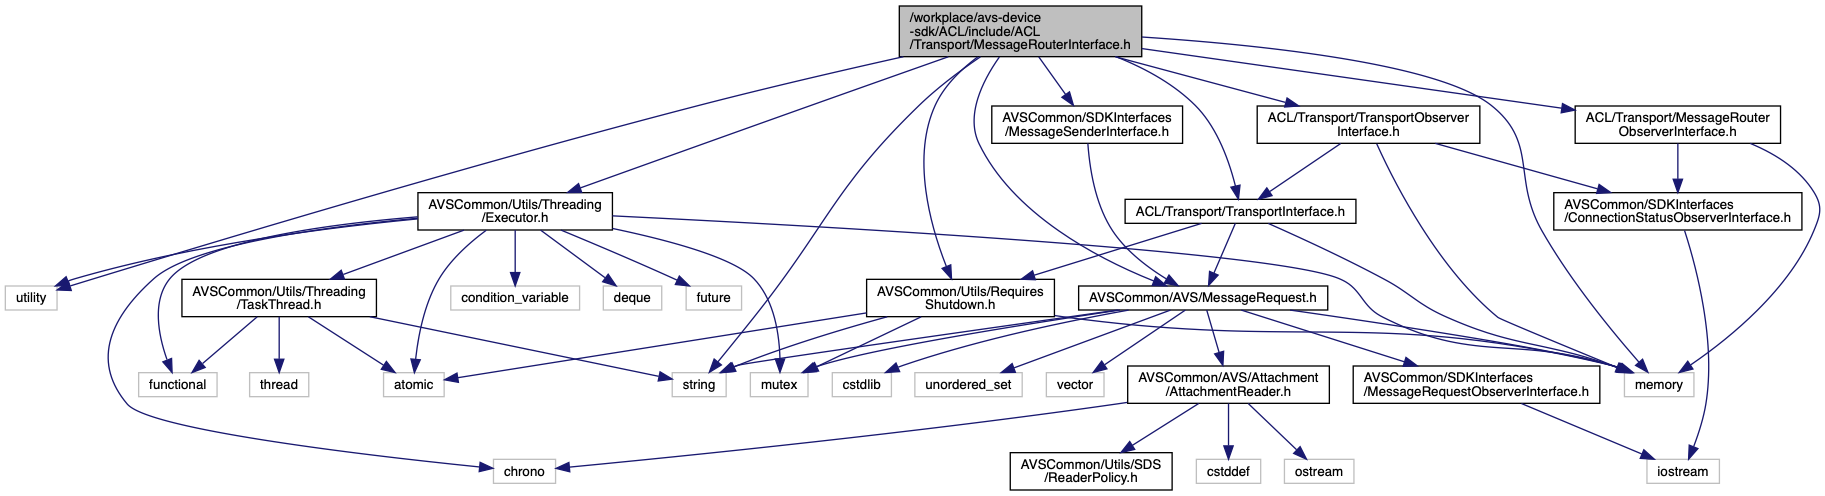 /workplace/avs-device
-sdk/ACL/include/ACL
/Transport/MessageRouterInterface.h
AVSCommon/SDKInterfaces
/MessageSenderInterface.h
ACL/Transport/TransportObserver
Interface.h
ACL/Transport/MessageRouter
ObserverInterface.h
AVSCommon/Utils/Threading
/Executor.h
ACL/Transport/TransportInterface.h
AVSCommon/SDKInterfaces
/ConnectionStatusObserverInterface.h
utility
AVSCommon/Utils/Threading
/TaskThread.h
condition_variable
deque
future
AVSCommon/Utils/Requires
Shutdown.h
AVSCommon/AVS/MessageRequest.h
functional
thread
atomic
string
mutex
cstdlib
unordered_set
vector
AVSCommon/AVS/Attachment
/AttachmentReader.h
AVSCommon/SDKInterfaces
/MessageRequestObserverInterface.h
memory
chrono
AVSCommon/Utils/SDS
/ReaderPolicy.h
cstddef
ostream
iostream